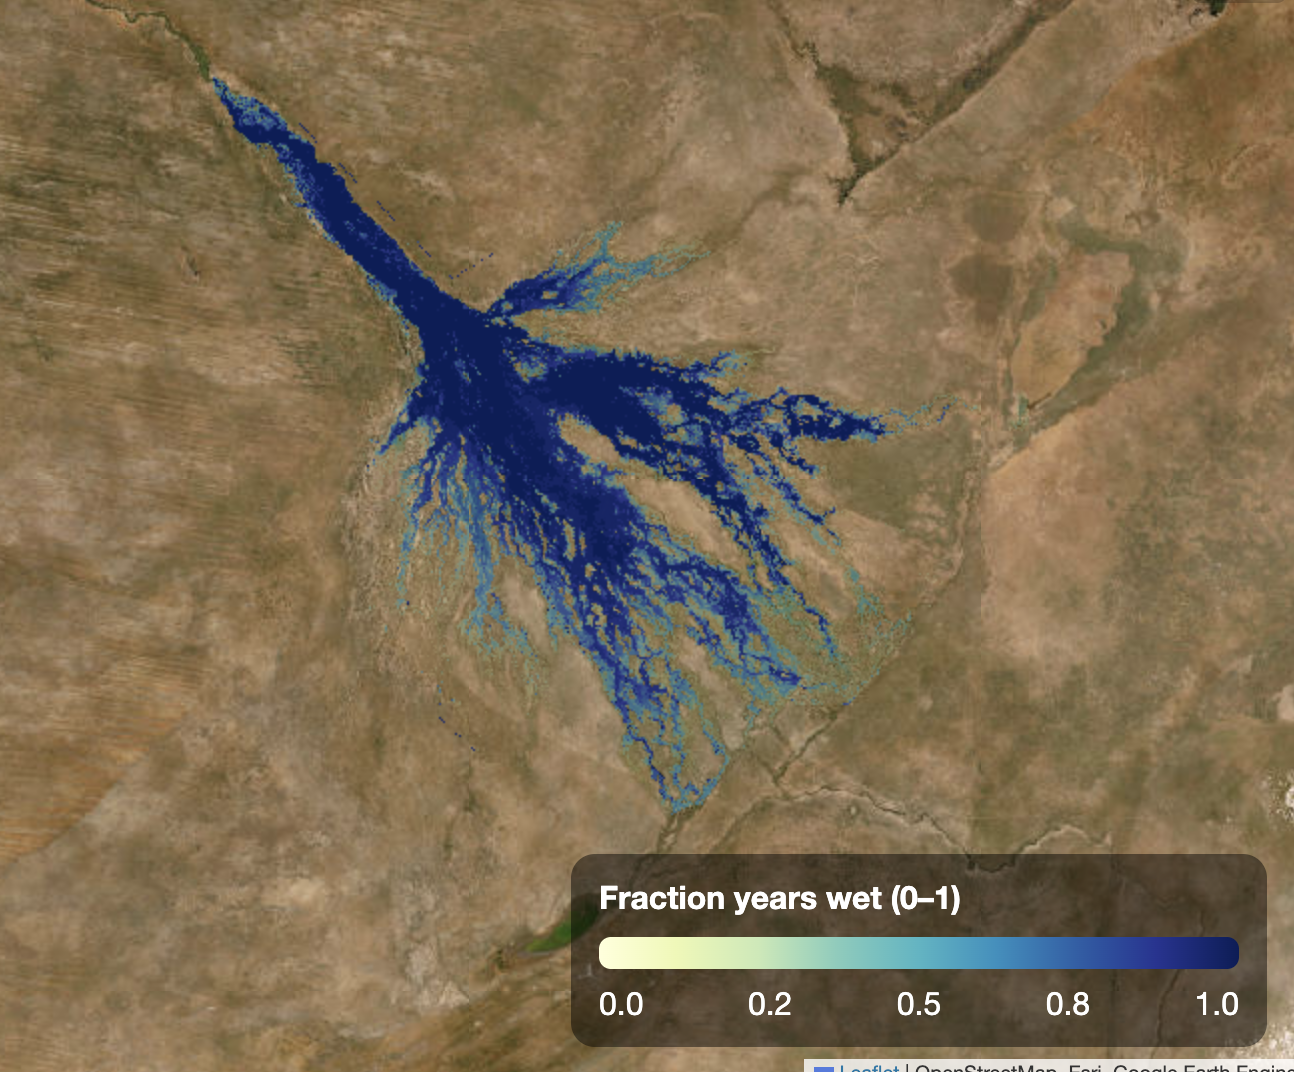 Fraction years wet (0–1)
0.0 0.2 0.5 0.8 1.0
Leaflet | OpenStreetMap, Esri, Google Earth Engine